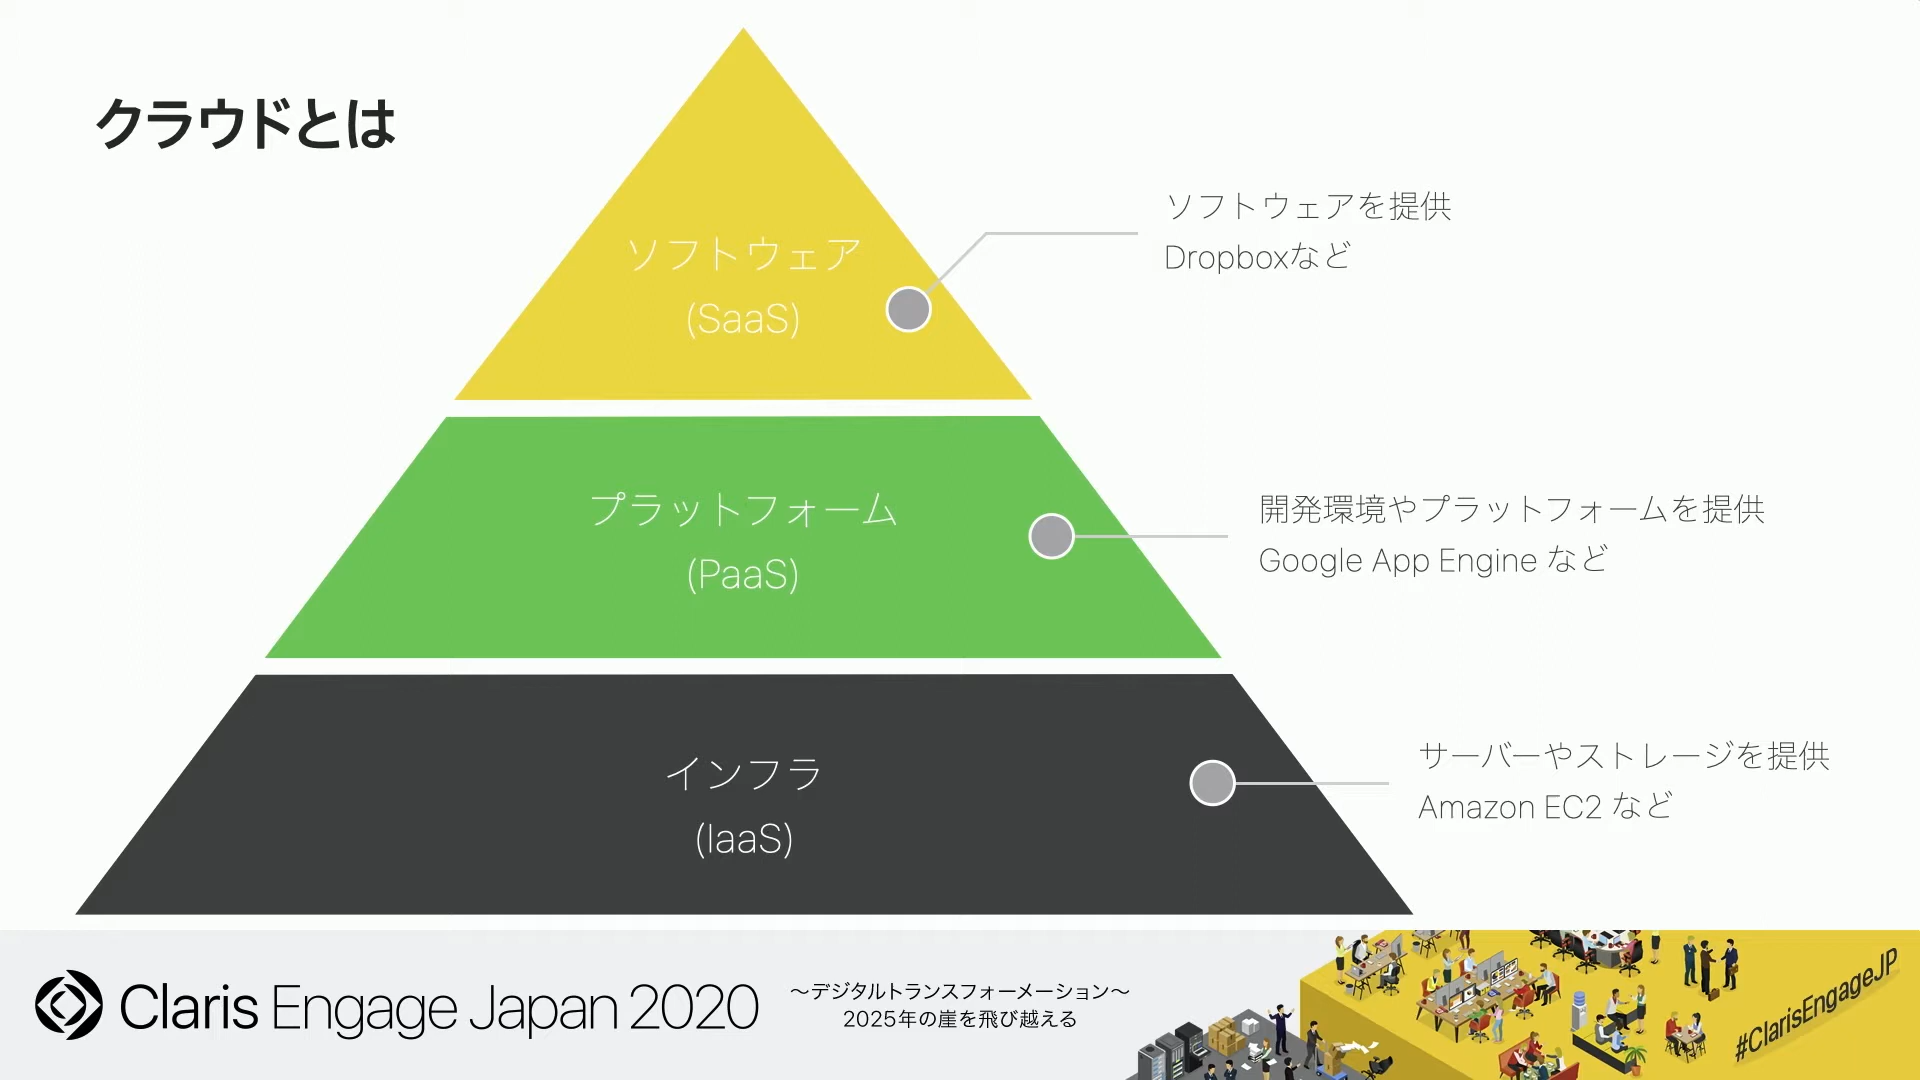 クラウドとは
ソフトウェア
(SaaS)
ソフトウェアを提供
Dropboxなど
プラットフォーム
(PaaS)
開発環境やプラットフォームを提供
Google App Engine など
インフラ
(IaaS)
サーバーやストレージを提供
Amazon EC2 など
Claris Engage Japan 2020
〜デジタルトランスフォーメーション〜
2025年の崖を飛び越える
#ClarisEngageJP